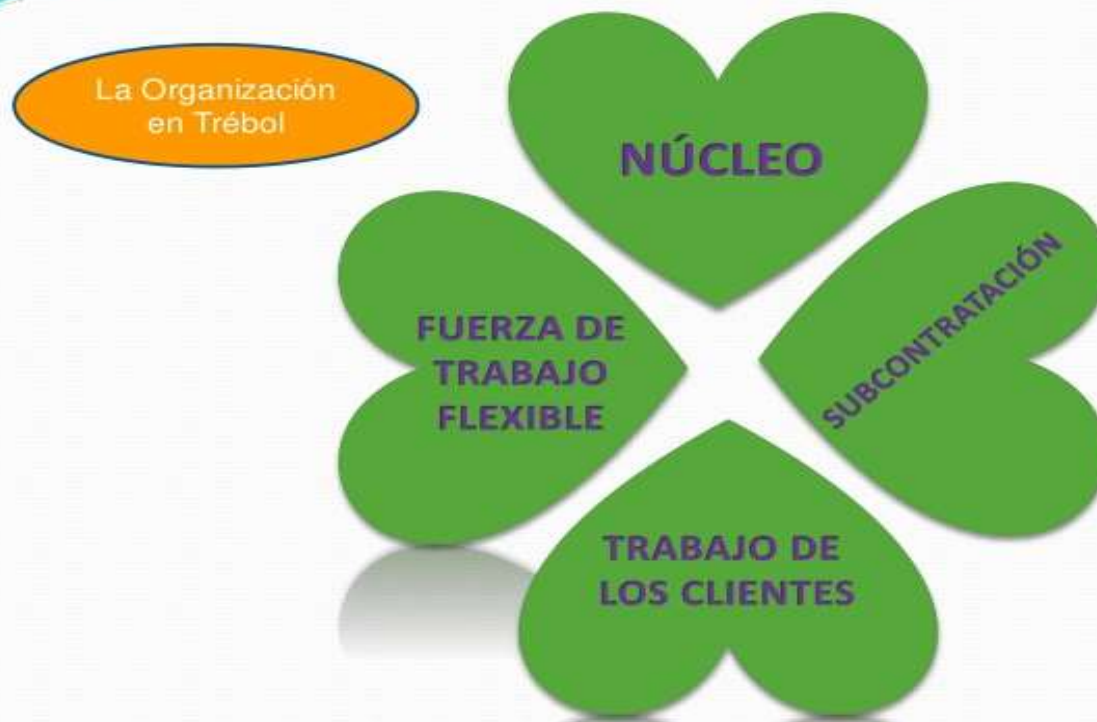 La Organización
en Trébol
NÚCLEO
FUERZA DE
TRABAJO
FLEXIBLE
SUBCONTRATACIÓN
TRABAJO DE
LOS CLIENTES